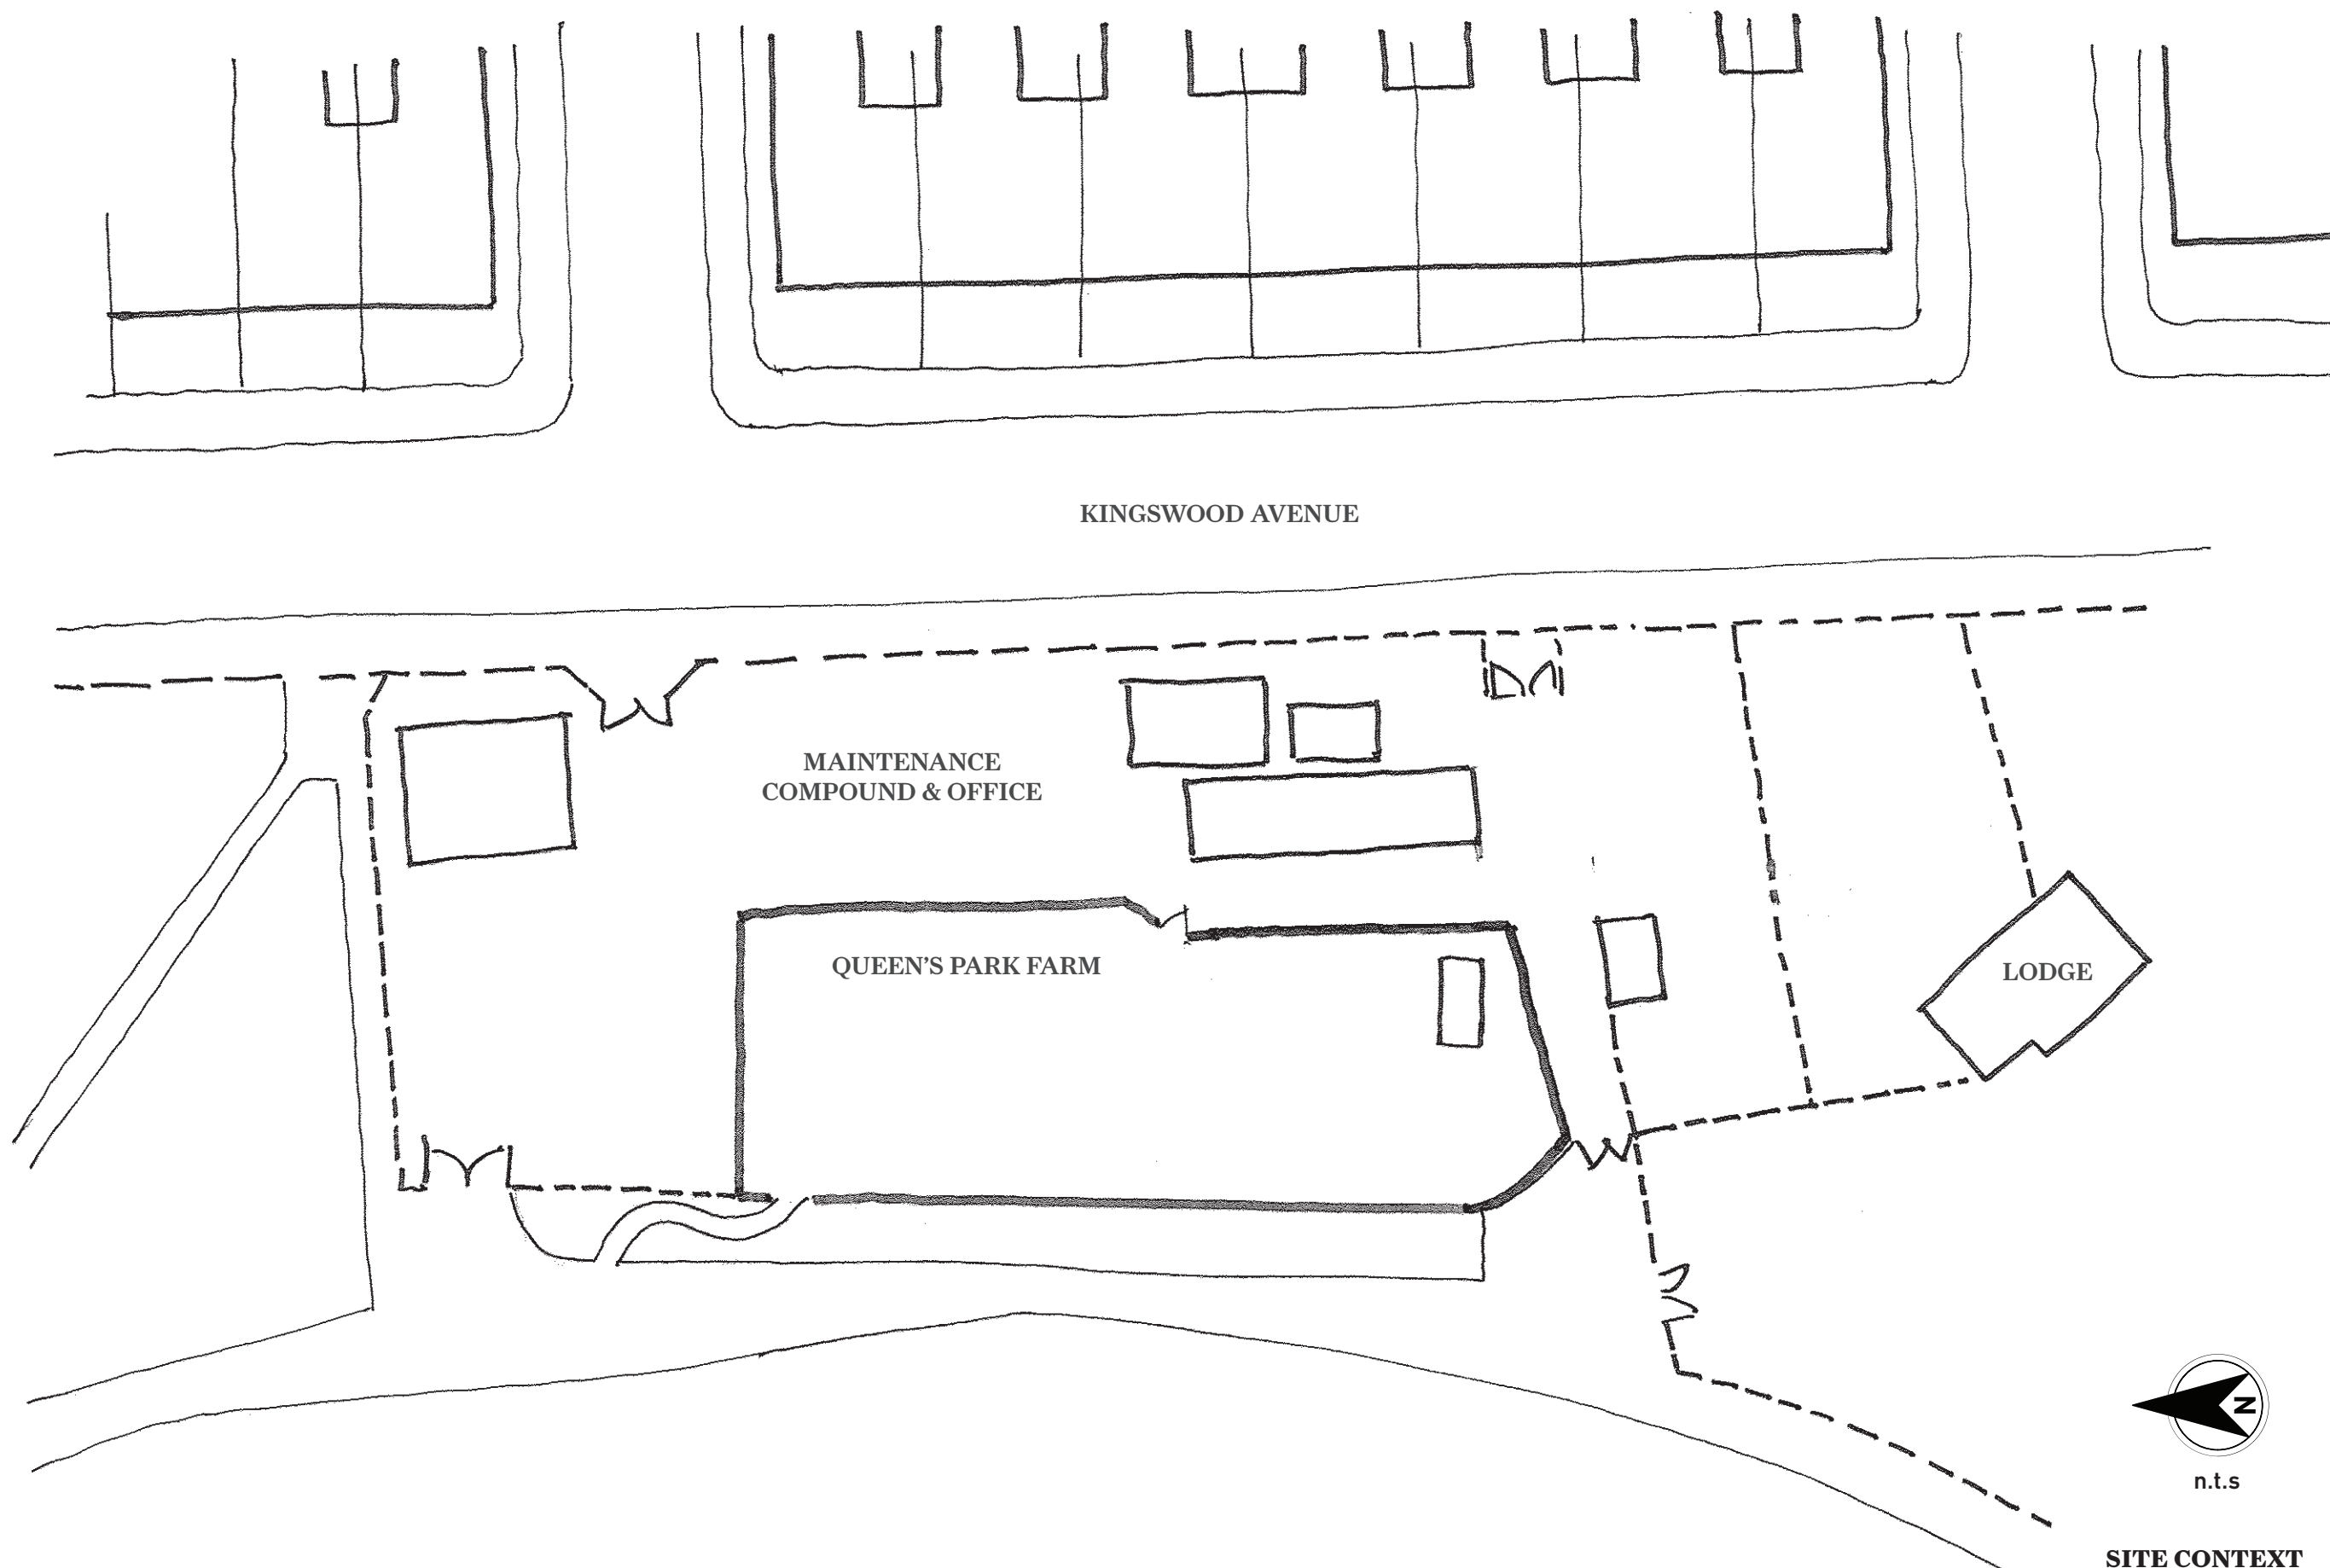 KINGSWOOD AVENUE
MAINTENANCE
COMPOUND & OFFICE
QUEEN’S PARK FARM
LODGE
N
n.t.s
SITE CONTEXT